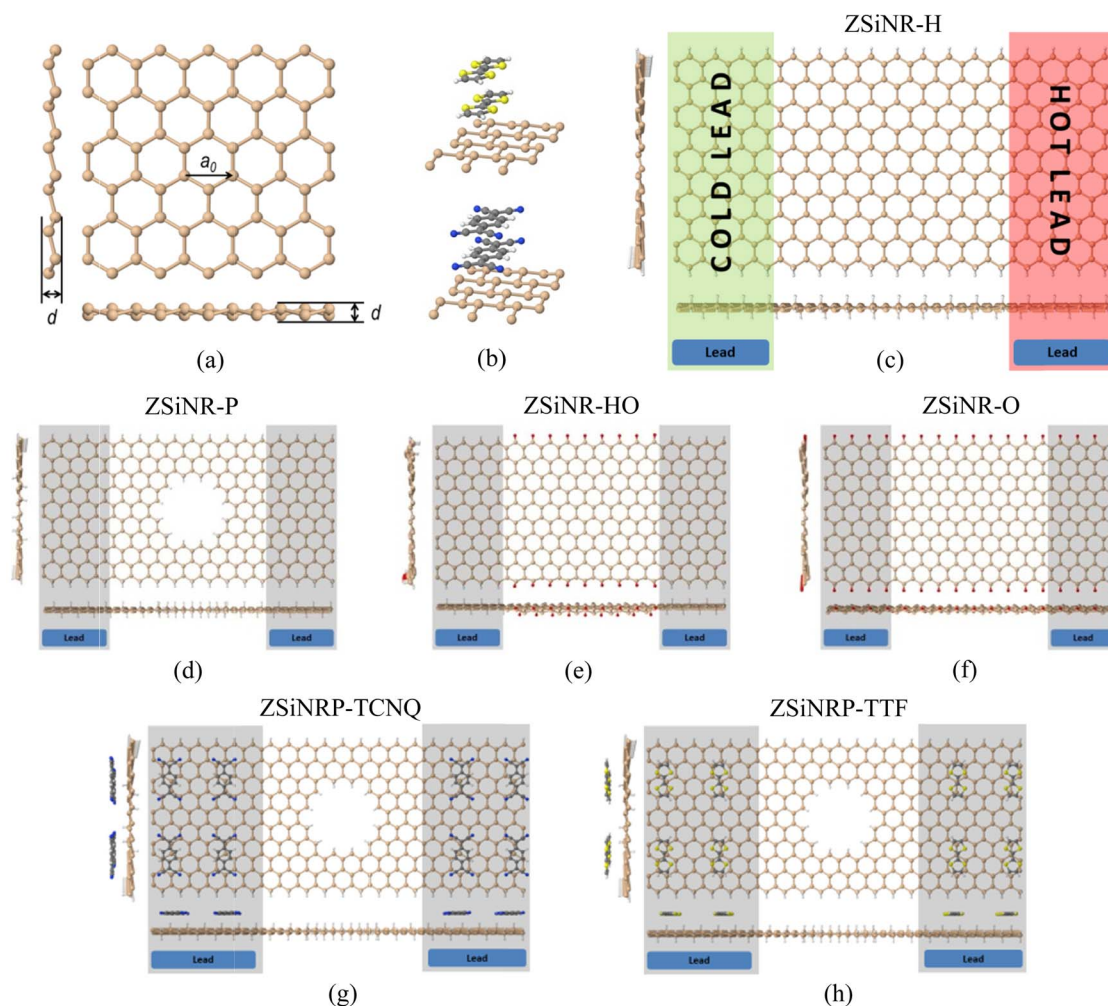 ZSiNR-H
a0
d
d
COLD LEAD
HOT LEAD
Lead
Lead
(a)
(b)
(c)
ZSiNR-P
ZSiNR-HO
ZSiNR-O
Lead
Lead
Lead
Lead
Lead
Lead
(d)
(e)
(f)
ZSiNRP-TCNQ
ZSiNRP-TTF
Lead
Lead
Lead
Lead
(g)
(h)